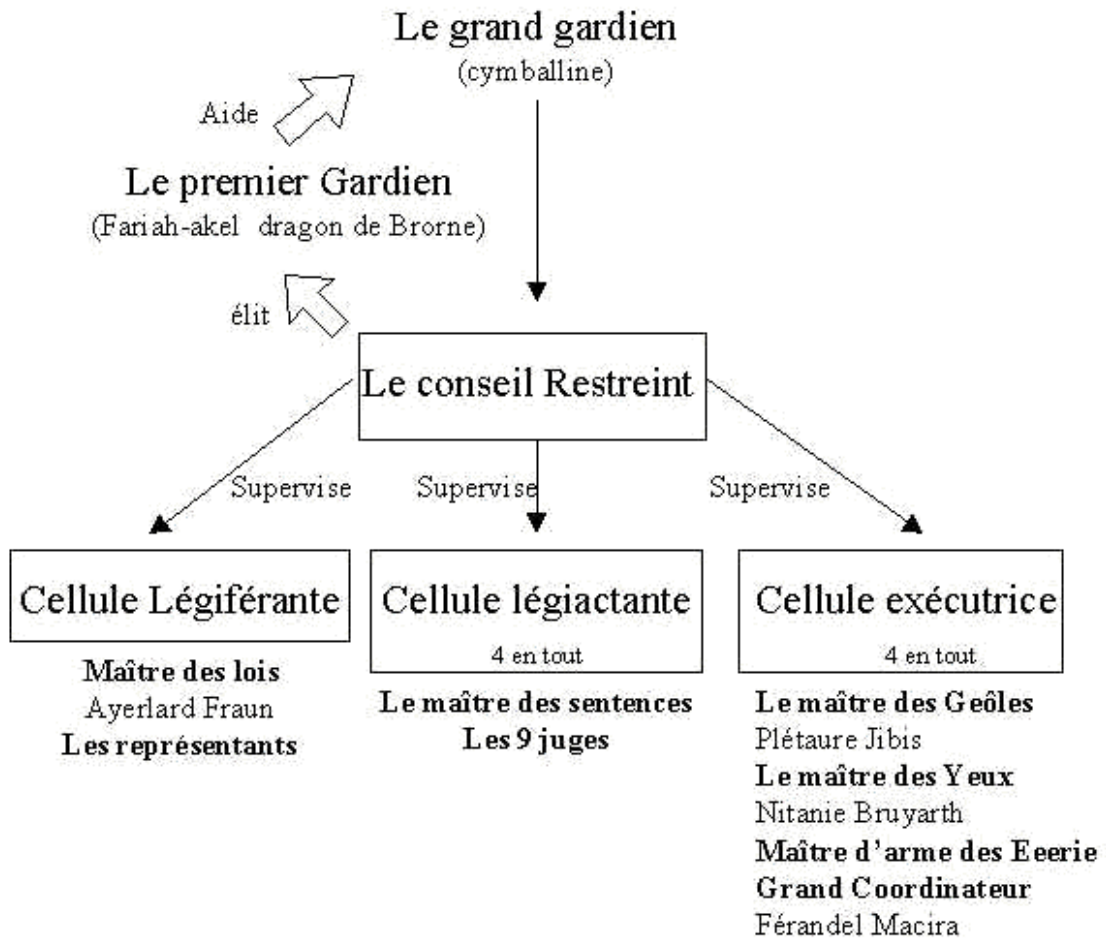 Le grand gardien
(cymballine)
Aide
Le premier Gardien
(Fariah-akel dragon de Brorne)
élit
Le conseil Restreint
Supervise
Supervise
Supervise
Cellule Légiférante
Maître des lois
Ayerlard Fraun
Les représentants
Cellule légiactante
4 en tout
Le maître des sentences
Les 9 juges
Cellule exécutrice
4 en tout
Le maître des Geôles
Plétaure Jibis
Le maître des Yeux
Nitanie Bruyarth
Maître d'arme des Eeerie
Grand Coordinateur
Férandel Macira